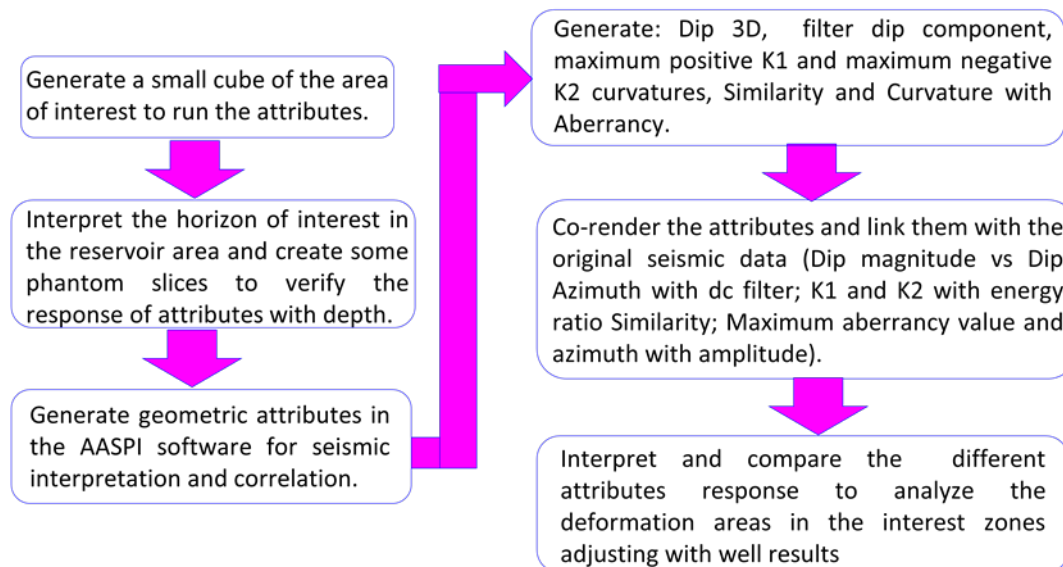 Generate a small cube of the area
of interest to run the attributes.
Interpret the horizon of interest in
the reservoir area and create some
phantom slices to verify the
response of attributes with depth.
Generate geometric attributes in
the AASPI software for seismic
interpretation and correlation.
Generate: Dip 3D, filter dip component,
maximum positive K1 and maximum negative
K2 curvatures, Similarity and Curvature with
Aberrancy.
Co-render the attributes and link them with the
original seismic data (Dip magnitude vs Dip
Azimuth with dc filter; K1 and K2 with energy
ratio Similarity; Maximum aberrancy value and
azimuth with amplitude).
Interpret and compare the different
attributes response to analyze the
deformation areas in the interest zones
adjusting with well results